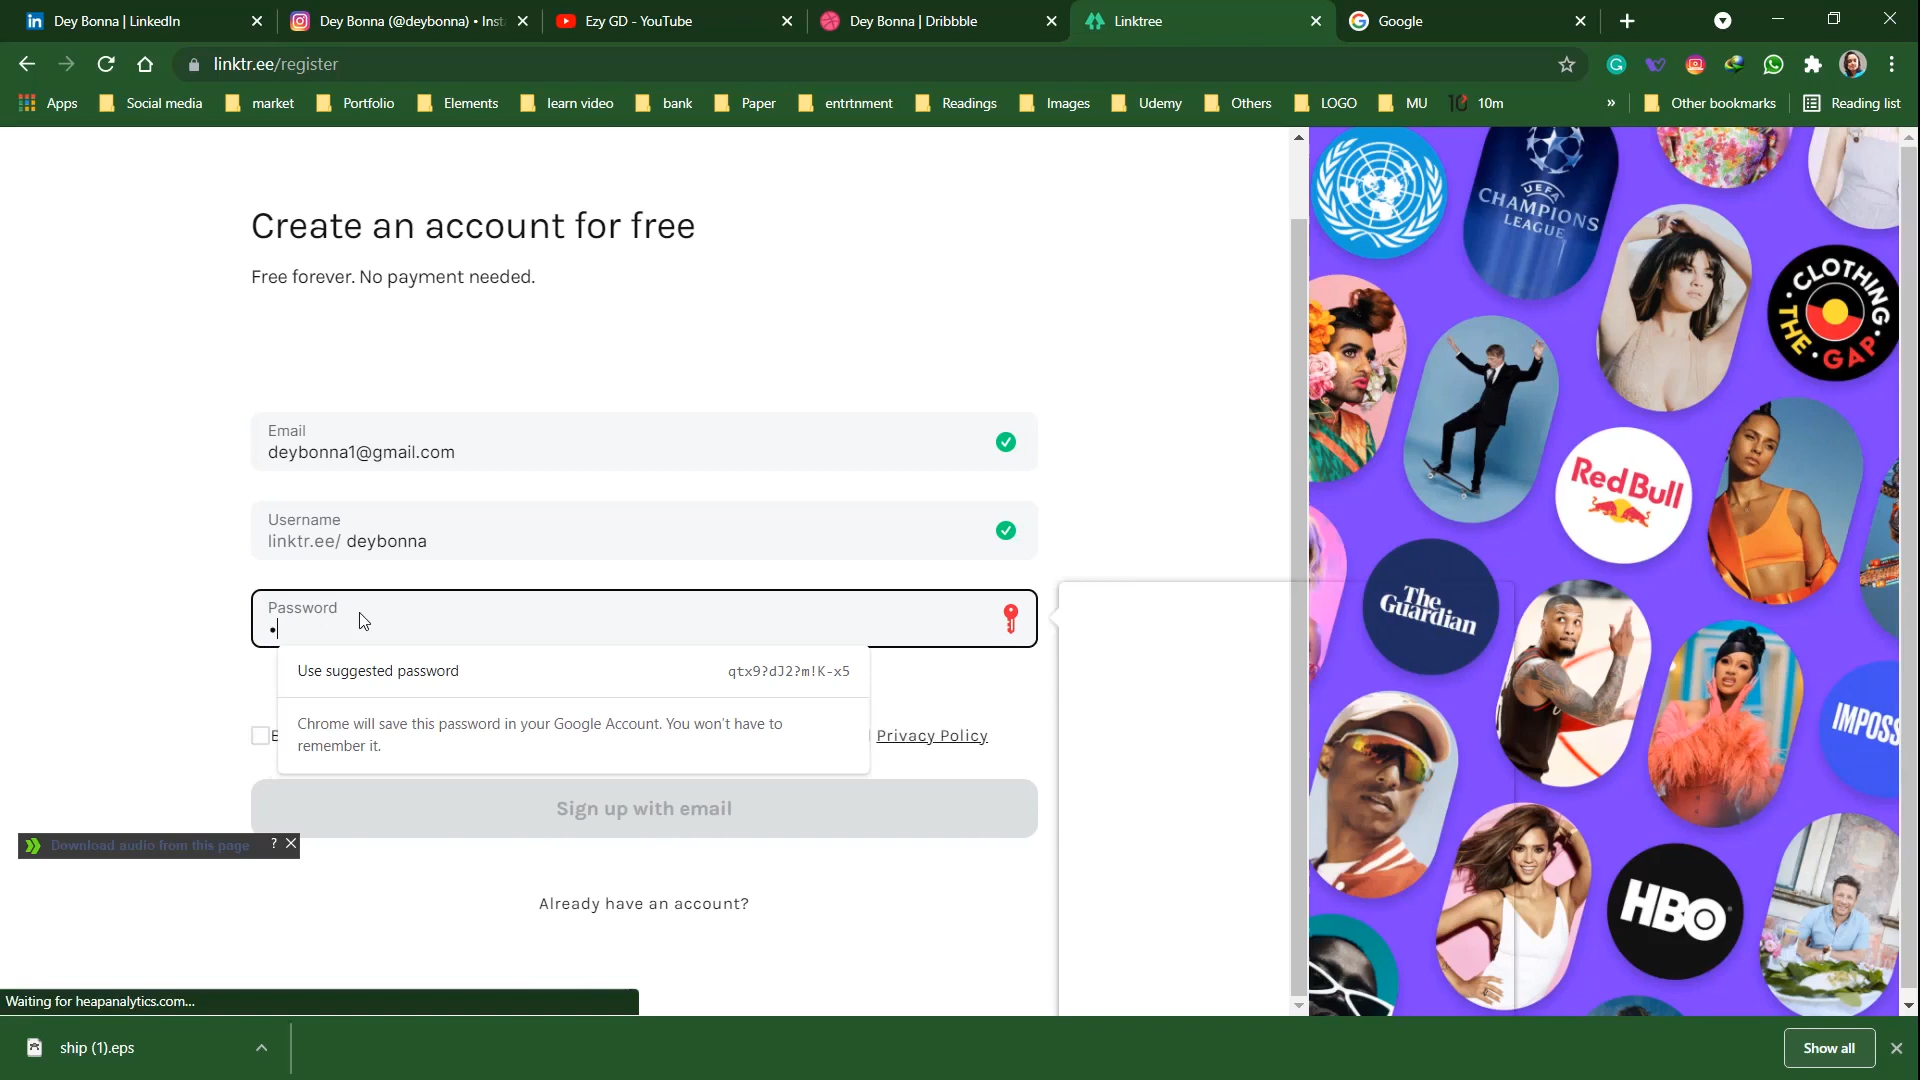 Dey Bonna | LinkedIn
Dey Bonna (@deybonna) • Inst
Ezy GD - YouTube
Dey Bonna | Dribbble
Linktree
Google
linktr.ee/register
Apps
Social media
market
Portfolio
Elements
learn video
bank
Paper
entrtnment
Readings
Images
Udemy
Others
LOGO
MU
10m
»
Other bookmarks
Reading list
Create an account for free
Free forever. No payment needed.
Email
deybonna1@gmail.com
Username
linktr.ee/ deybonna
Password
•
Use suggested password
qtx9?dJ2?m!K-x5
Chrome will save this password in your Google Account. You won't have to
remember it.
Privacy Policy
Sign up with email
Download audio from this page
?
Already have an account?
Waiting for heapanalytics.com...
ship (1).eps
Show all
UEFA
CHAMPIONS
LEAGUE
CLOTHING
THE GAP
Red Bull
The
Guardian
IMPOSS
HBO